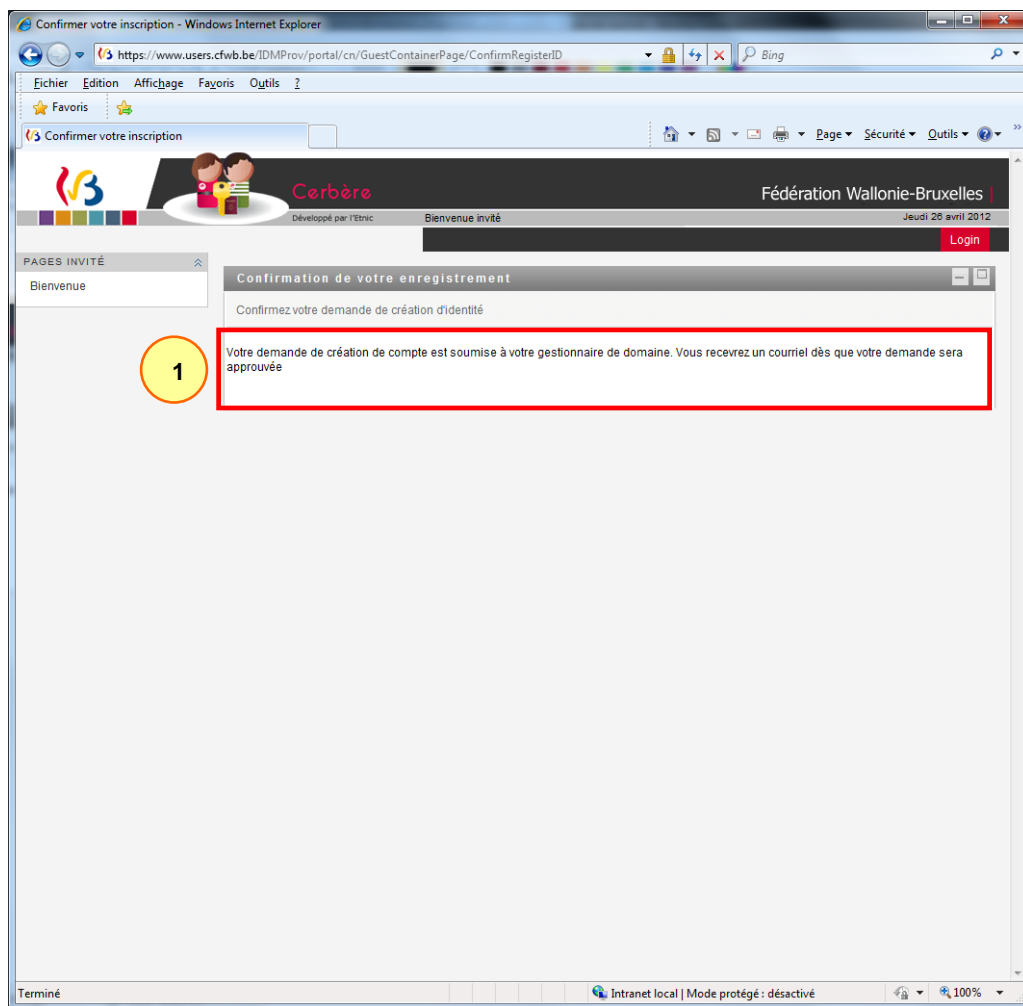 Confirmer votre inscription - Windows Internet Explorer
https://www.users.cfwb.be/IDMProv/portal/cn/GuestContainerPage/ConfirmRegisterID
Bing
Fichier Edition Affichage Favoris Outils ?
Favoris
Confirmer votre inscription
Page Sécurité Outils
Cerbère
Fédération Wallonie-Bruxelles
Développé par l'Etnic Bienvenue invité Jeudi 26 avril 2012
Login
PAGES INVITÉ
Bienvenue
Confirmation de votre enregistrement
Confirmez votre demande de création d'identité
1
Votre demande de création de compte est soumise à votre gestionnaire de domaine. Vous recevrez un courriel dès que votre demande sera
approuvée
Terminé Intranet local | Mode protégé : désactivé 100%